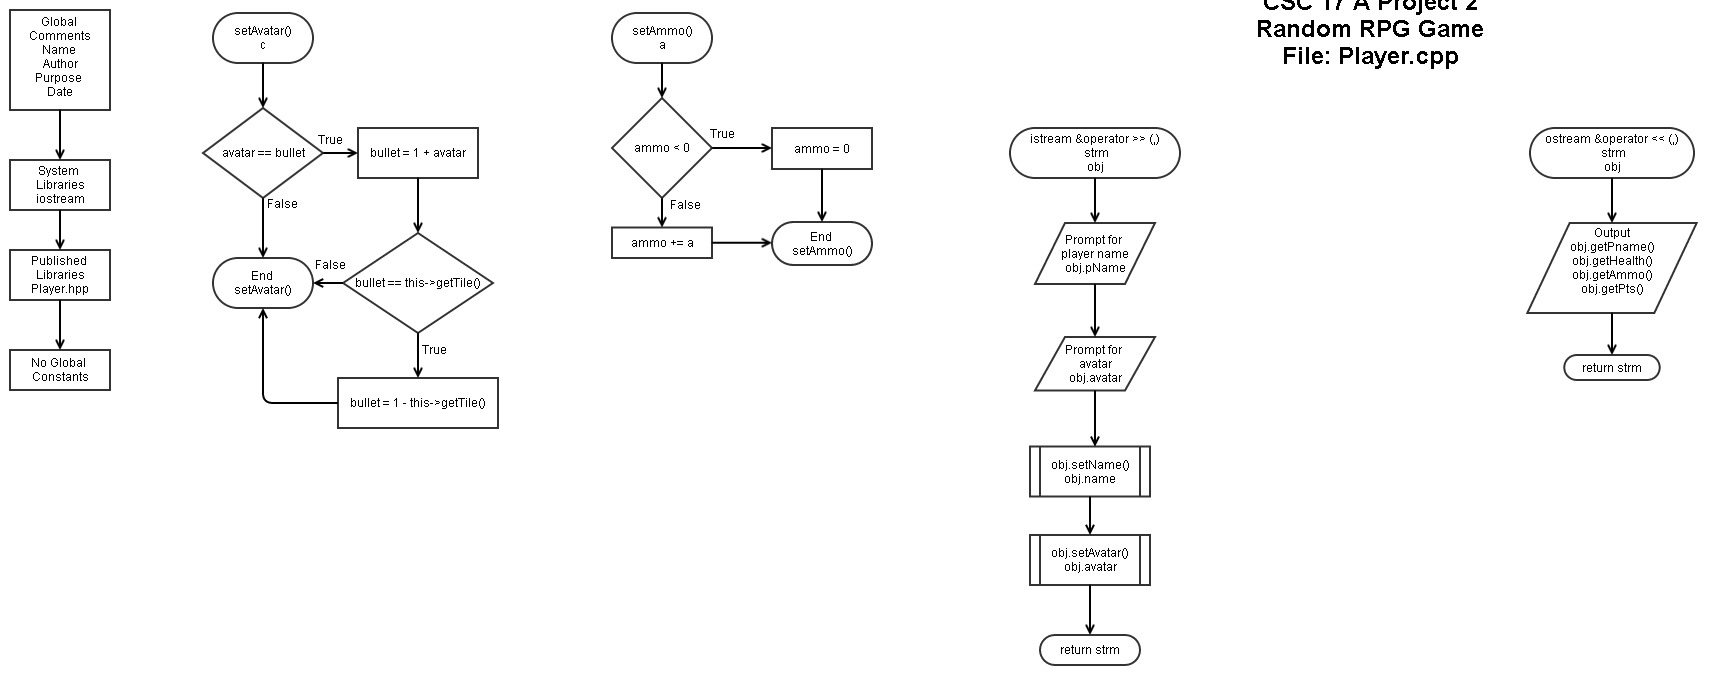 CSC 17 A Project 2
Random RPG Game
File: Player.cpp
Global
Comments
Name
Author
Purpose
Date
System
Libraries
iostream
Published
Libraries
Player.hpp
No Global
Constants
setAvatar()
c
avatar == bullet
True
bullet = 1 + avatar
False
End
setAvatar()
False
bullet == this->getTile()
True
bullet = 1 - this->getTile()
setAmmo()
a
ammo < 0
True
ammo = 0
False
ammo += a
End
setAmmo()
istream &operator >> (,)
strm
obj
Prompt for
player name
obj.pName
Prompt for
avatar
obj.avatar
obj.setName()
obj.name
obj.setAvatar()
obj.avatar
return strm
ostream &operator << (,)
strm
obj
Output
obj.getPname()
obj.getHealth()
obj.getAmmo()
obj.getPts()
return strm